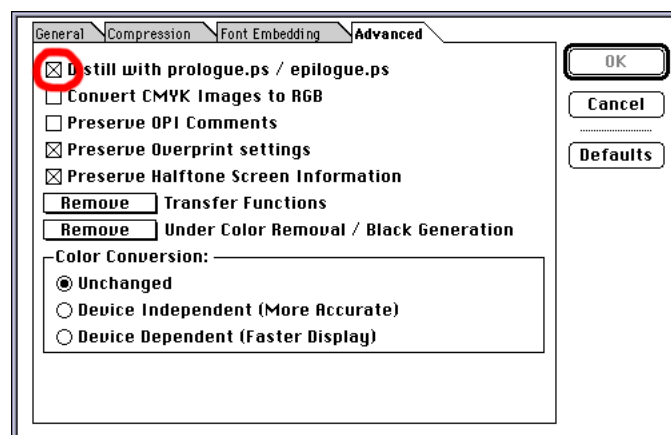 General Compression Font Embedding Advanced
Distill with prologue.ps / epilogue.ps
Convert CMYK Images to RGB
Preserve OPI Comments
Preserve Overprint settings
Preserve Halftone Screen Information
Remove Transfer Functions
Remove Under Color Removal / Black Generation
Color Conversion:
Unchanged
Device Independent (More Accurate)
Device Dependent (Faster Display)
OK
Cancel
Defaults